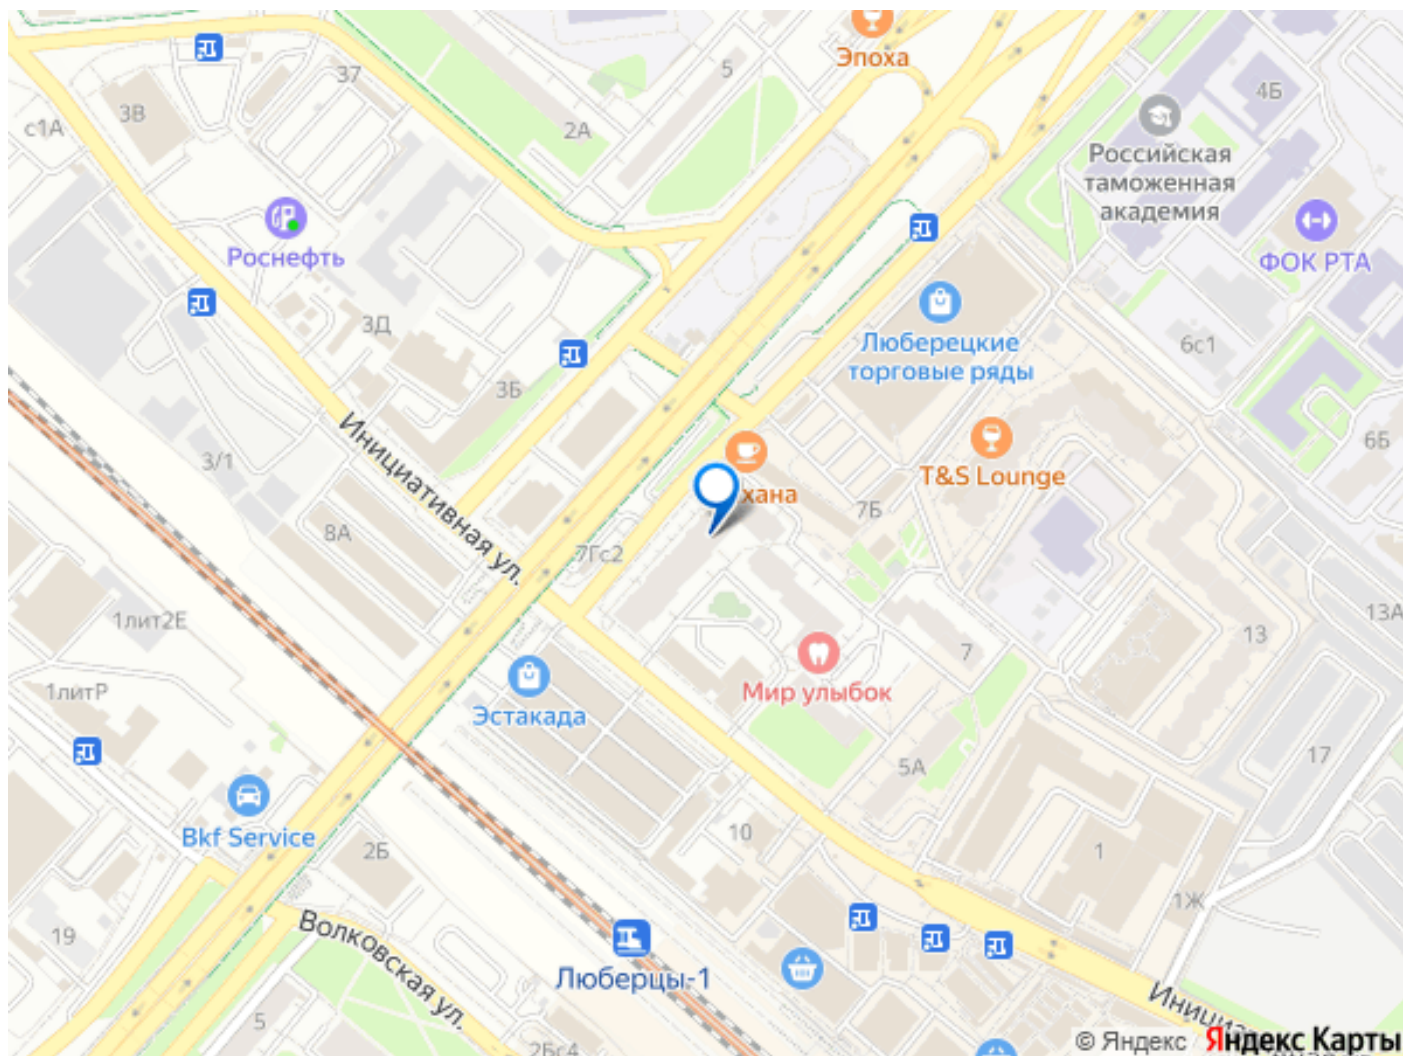 Эпоха
37
5
3В
с1А
2А
4Б
Российская
таможенная
академия
Роснефть
ФОК РТА
3Д
Люберецкие
торговые ряды
6с1
3Б
6Б
Инициативная ул.
хана
T&S Lounge
3/1
8А
7Б
7Гс2
1лит2Е
13А
13
7
Мир улыбок
1литР
Эстакада
5А
17
Bkf Service
2Б
10
1
1Ж
19
Волковская ул.
Люберцы-1
5
2Бс4
© Яндекс
Яндекс Карты